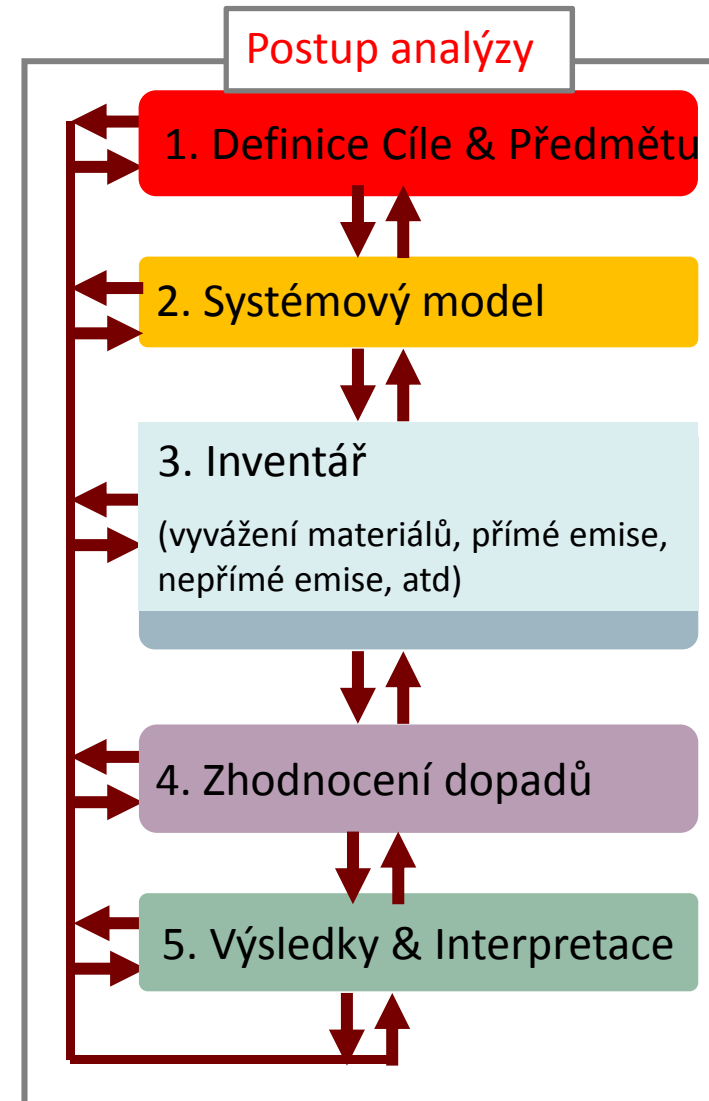 Postup analýzy
1. Definice Cíle & Předmětu
2. Systémový model
3. Inventář
(vyvážení materiálů, přímé emise,
nepřímé emise, atd)
4. Zhodnocení dopadů
5. Výsledky & Interpretace